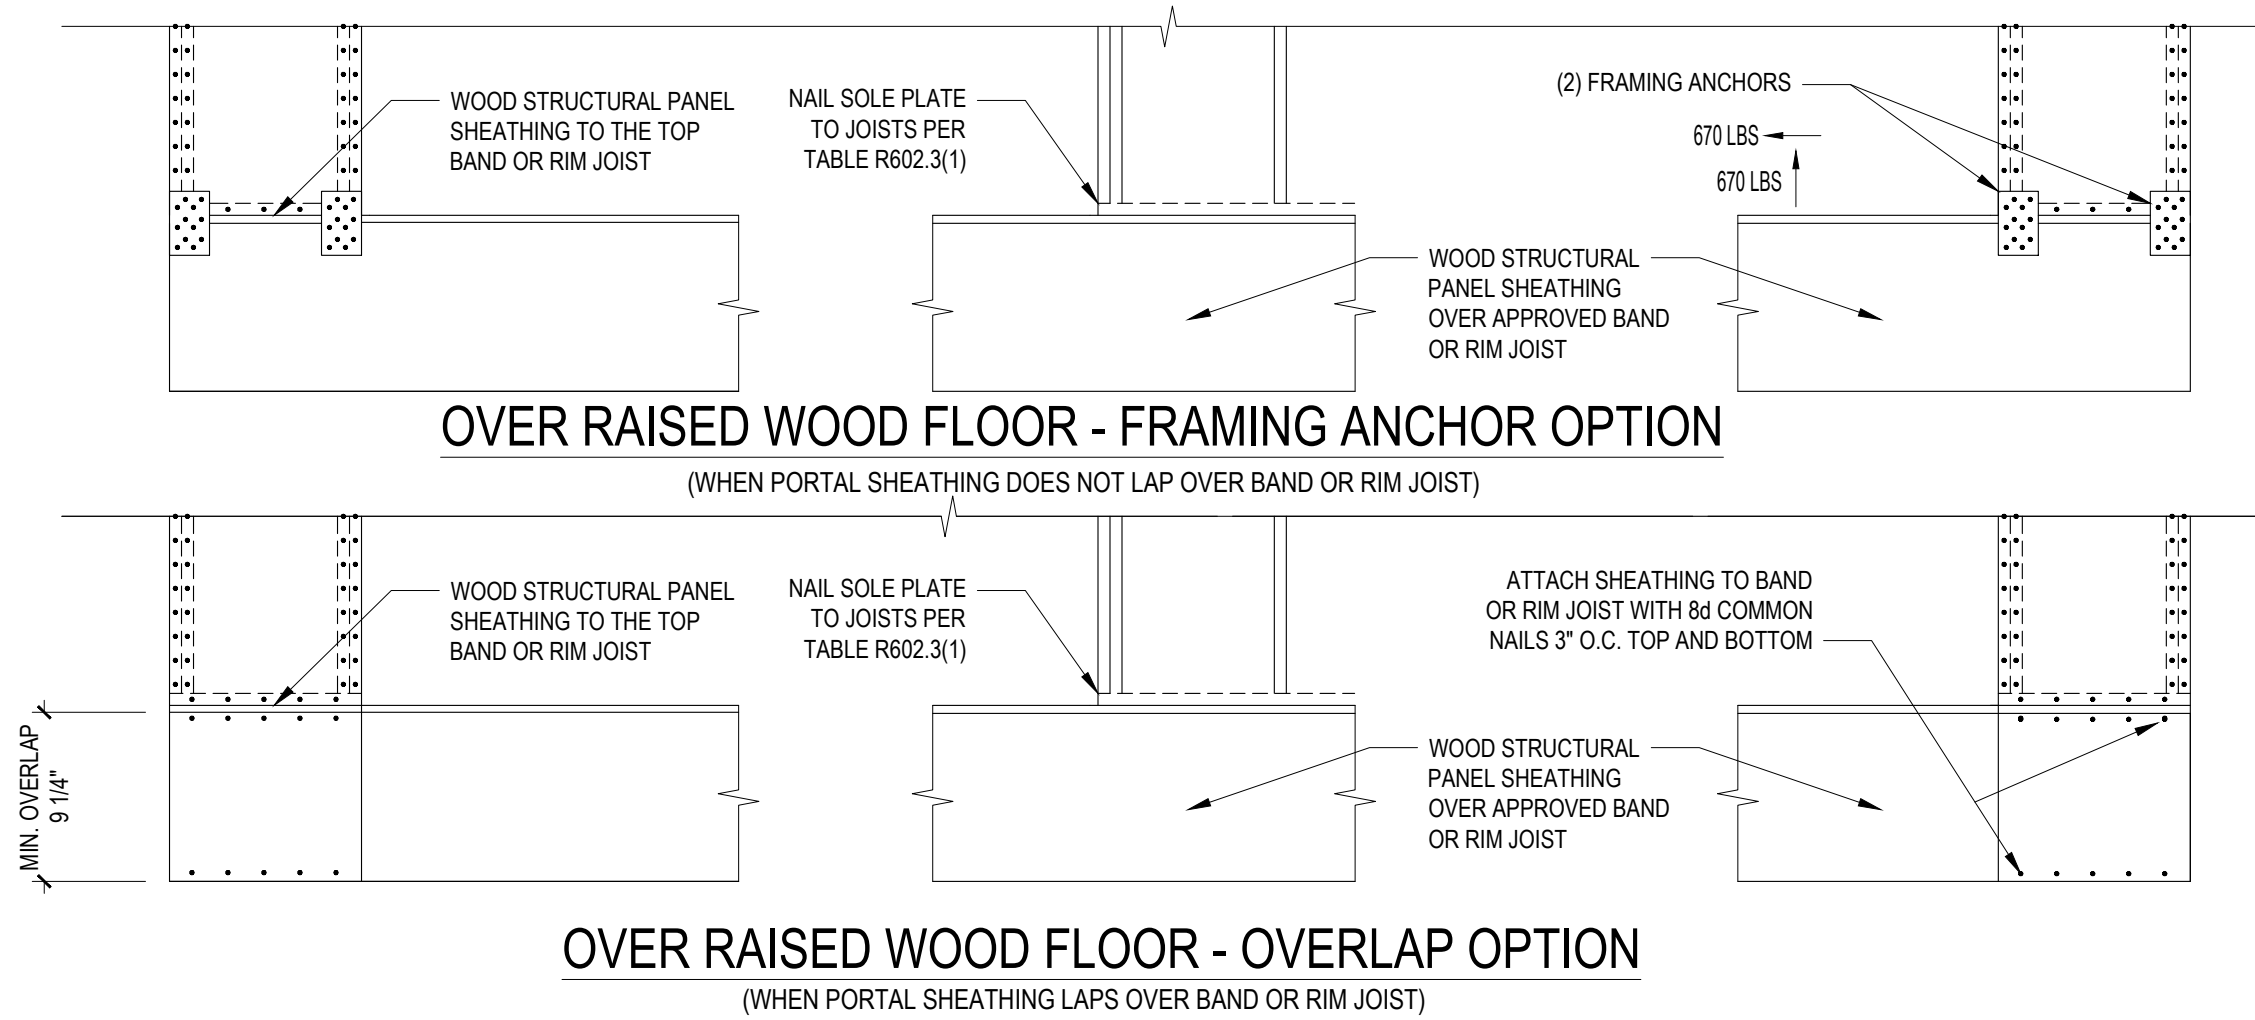 WOOD STRUCTURAL PANEL
SHEATHING TO THE TOP
BAND OR RIM JOIST
NAIL SOLE PLATE
TO JOISTS PER
TABLE R602.3(1)
(2) FRAMING ANCHORS
670 LBS
670 LBS
WOOD STRUCTURAL
PANEL SHEATHING
OVER APPROVED BAND
OR RIM JOIST
OVER RAISED WOOD FLOOR - FRAMING ANCHOR OPTION
(WHEN PORTAL SHEATHING DOES NOT LAP OVER BAND OR RIM JOIST)
WOOD STRUCTURAL PANEL
SHEATHING TO THE TOP
BAND OR RIM JOIST
NAIL SOLE PLATE
TO JOISTS PER
TABLE R602.3(1)
ATTACH SHEATHING TO BAND
OR RIM JOIST WITH 8d COMMON
NAILS 3" O.C. TOP AND BOTTOM
MIN. OVERLAP
9 1/4"
WOOD STRUCTURAL
PANEL SHEATHING
OVER APPROVED BAND
OR RIM JOIST
OVER RAISED WOOD FLOOR - OVERLAP OPTION
(WHEN PORTAL SHEATHING LAPS OVER BAND OR RIM JOIST)